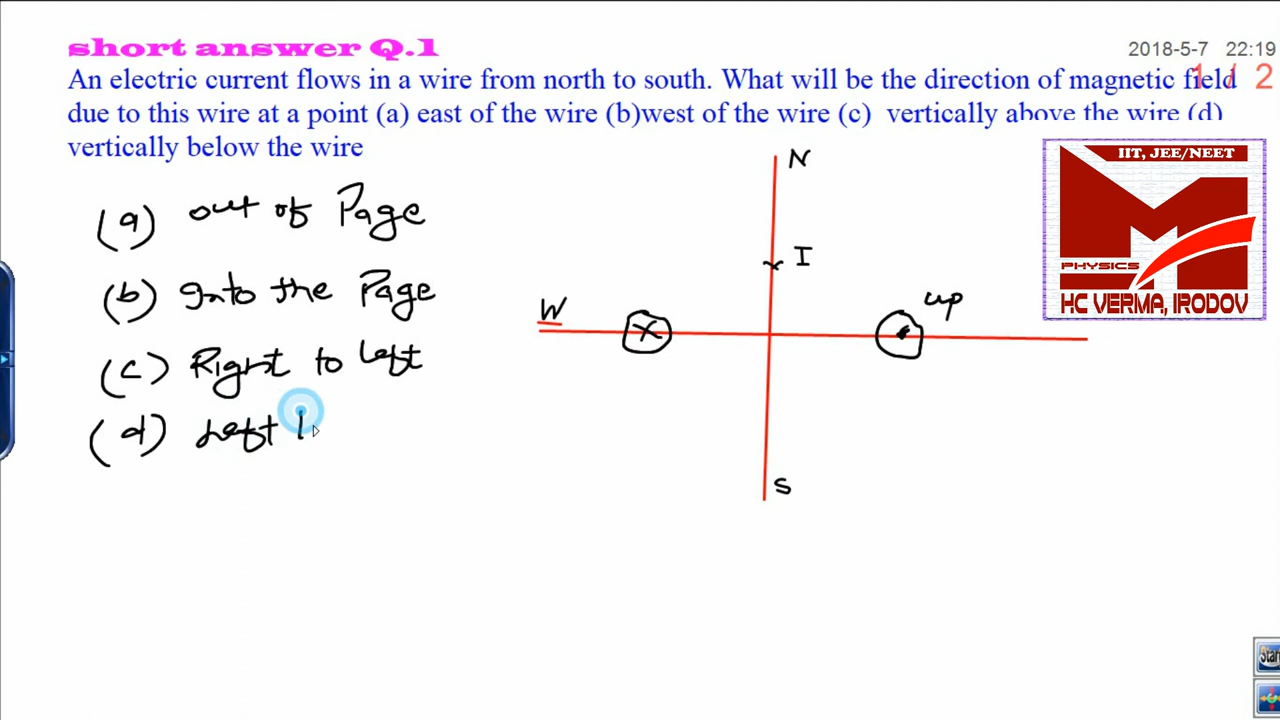 short answer Q.1
2018-5-7 22:19
1 / 2
An electric current flows in a wire from north to south. What will be the direction of magnetic field
due to this wire at a point (a) east of the wire (b)west of the wire (c) vertically above the wire (d)
vertically below the wire
IIT, JEE/NEET
PHYSICS
HC VERMA, IRODOV
N
(a) out of Page
I
(b) Into the Page
W
up
(c) Right to left
(d) Left
S
Star